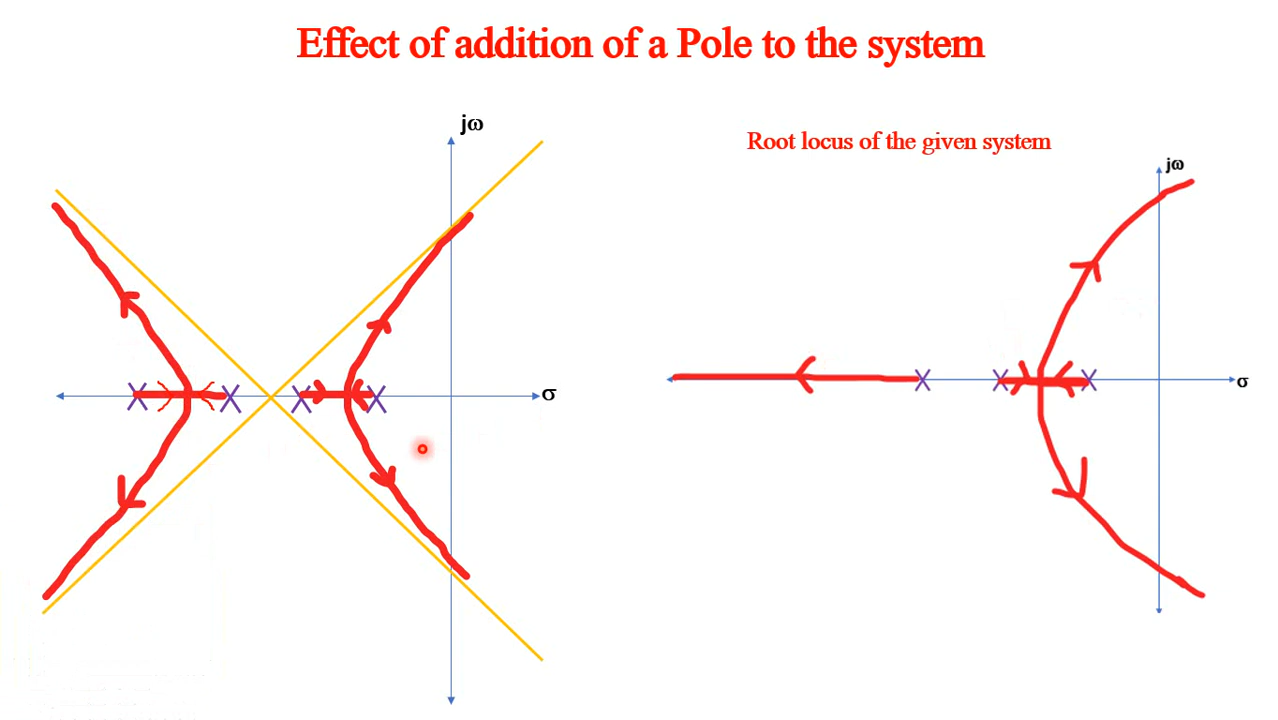 Effect of addition of a Pole to the system
jω
Root locus of the given system
jω
σ
σ